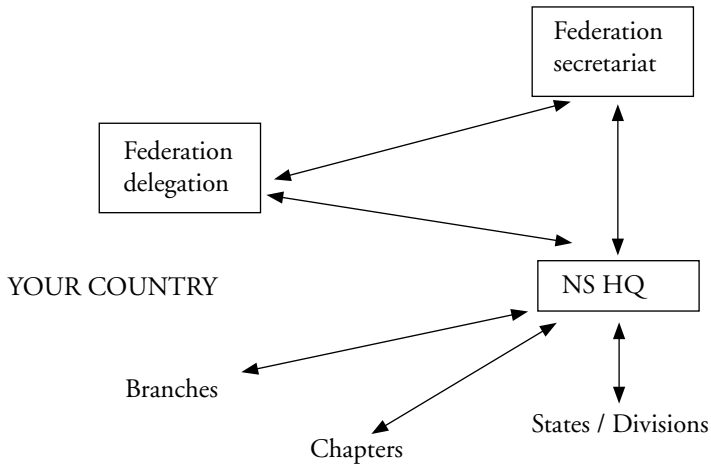 Federation
secretariat
Federation
delegation
YOUR COUNTRY
NS HQ
Branches
Chapters
States / Divisions